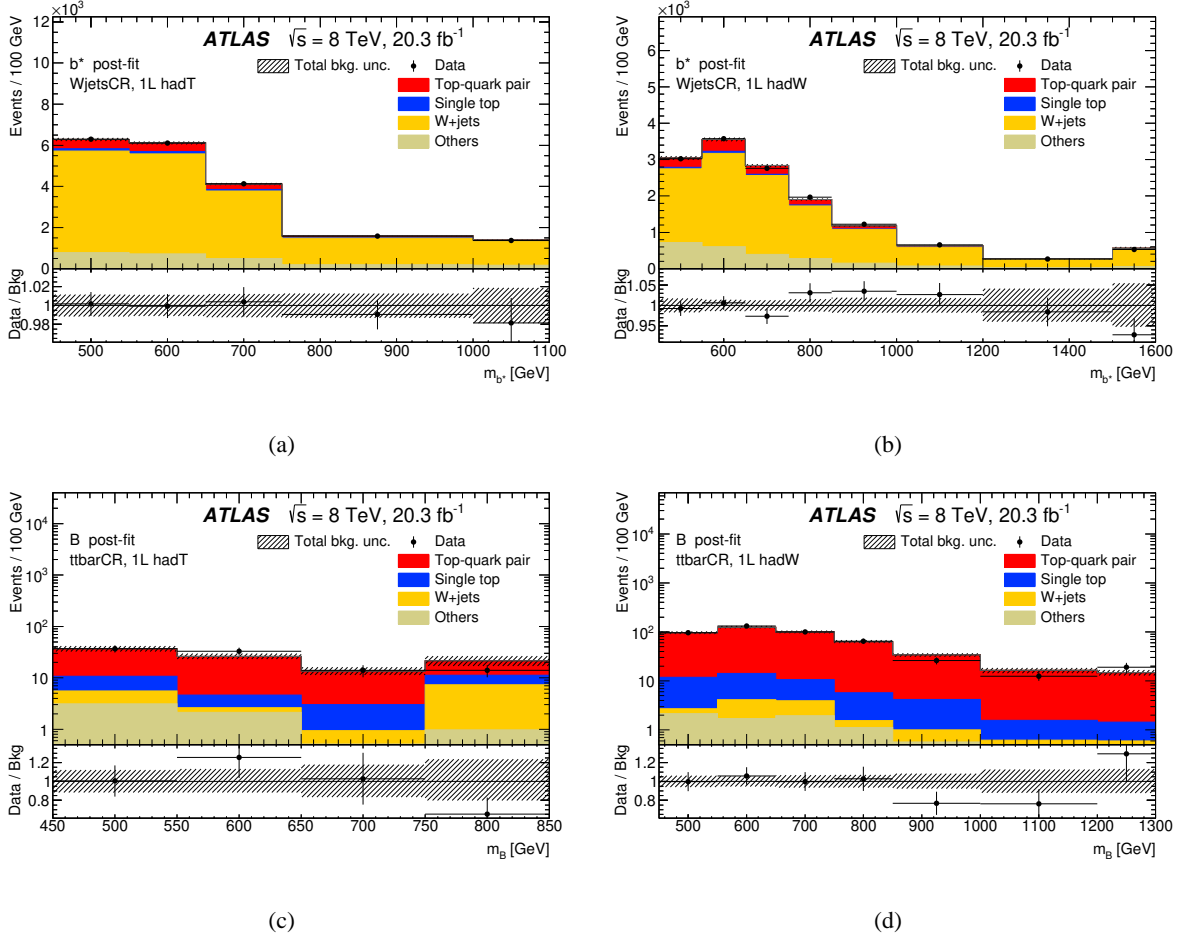 ×10³
12
10
8
6
4
2
0
Events / 100 GeV
ATLAS √s = 8 TeV, 20.3 fb⁻¹
b* post-fit
WjetsCR, 1L hadT
Total bkg. unc.
Data
Top-quark pair
Single top
W+jets
Others
1.02
1
0.98
Data / Bkg
500 600 700 800 900 1000 1100
m_b* [GeV]
(a)
×10³
6
5
4
3
2
1
0
Events / 100 GeV
ATLAS √s = 8 TeV, 20.3 fb⁻¹
b* post-fit
WjetsCR, 1L hadW
Total bkg. unc.
Data
Top-quark pair
Single top
W+jets
Others
1.05
1
0.95
Data / Bkg
600 800 1000 1200 1400 1600
m_b* [GeV]
(b)
10⁴
10³
10²
10
1
Events / 100 GeV
ATLAS √s = 8 TeV, 20.3 fb⁻¹
B post-fit
ttbarCR, 1L hadT
Total bkg. unc.
Data
Top-quark pair
Single top
W+jets
Others
1.2
1
0.8
Data / Bkg
450 500 550 600 650 700 750 800 850
m_B [GeV]
(c)
10⁴
10³
10²
10
1
Events / 100 GeV
ATLAS √s = 8 TeV, 20.3 fb⁻¹
B post-fit
ttbarCR, 1L hadW
Total bkg. unc.
Data
Top-quark pair
Single top
W+jets
Others
1.2
1
0.8
Data / Bkg
500 600 700 800 900 1000 1100 1200 1300
m_B [GeV]
(d)